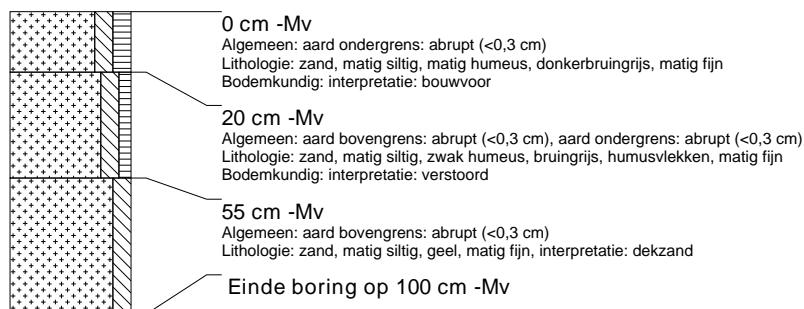 0 cm -Mv
Algemeen: aard ondergrens: abrupt (<0,3 cm)
Lithologie: zand, matig siltig, matig humeus, donkerbruingrijs, matig fijn
Bodemkundig: interpretatie: bouwvoor
20 cm -Mv
Algemeen: aard bovengrens: abrupt (<0,3 cm), aard ondergrens: abrupt (<0,3 cm)
Lithologie: zand, matig siltig, zwak humeus, bruingrijs, humusvlekken, matig fijn
Bodemkundig: interpretatie: verstoord
55 cm -Mv
Algemeen: aard bovengrens: abrupt (<0,3 cm)
Lithologie: zand, matig siltig, geel, matig fijn, interpretatie: dekzand
Einde boring op 100 cm -Mv